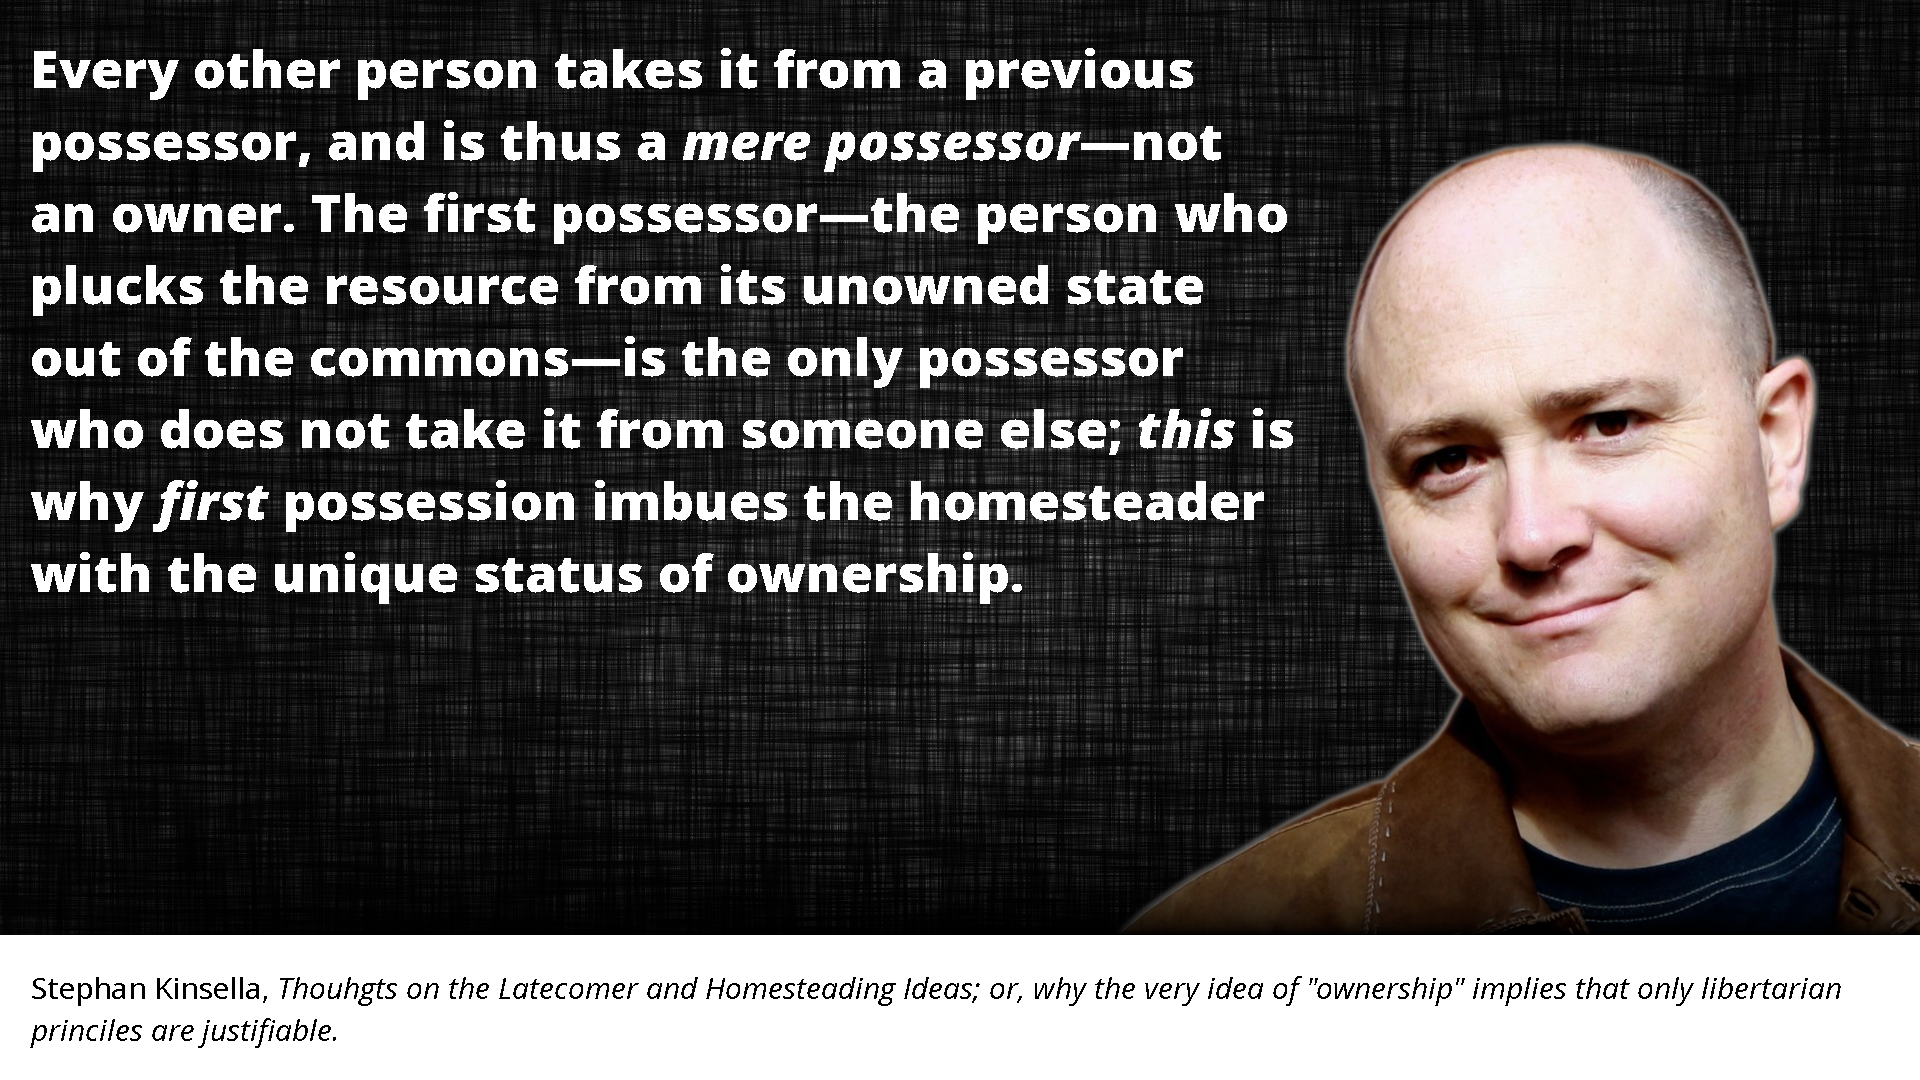 Every other person takes it from a previous
possessor, and is thus a mere possessor—not
an owner. The first possessor—the person who
plucks the resource from its unowned state
out of the commons—is the only possessor
who does not take it from someone else; this is
why first possession imbues the homesteader
with the unique status of ownership.
Stephan Kinsella, Thouhgts on the Latecomer and Homesteading Ideas; or, why the very idea of "ownership" implies that only libertarian
princiles are justifiable.